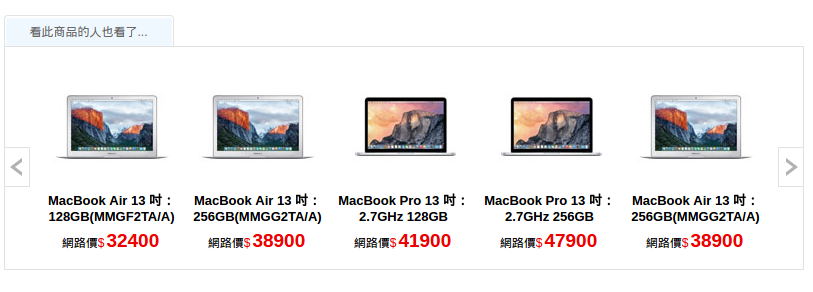 看此商品的人也看了...
MacBook Air 13 吋：
128GB(MMGF2TA/A)
網路價$32400
MacBook Air 13 吋：
256GB(MMGG2TA/A)
網路價$38900
MacBook Pro 13 吋：
2.7GHz 128GB
網路價$41900
MacBook Pro 13 吋：
2.7GHz 256GB
網路價$47900
MacBook Air 13 吋：
256GB(MMGG2TA/A)
網路價$38900